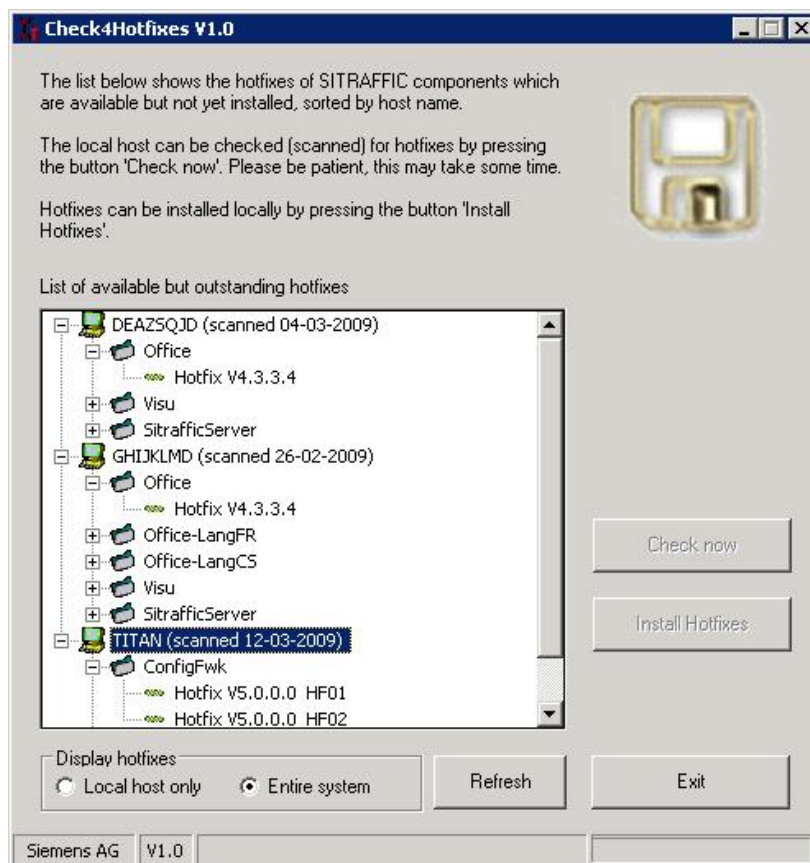 Check4Hotfixes V1.0
The list below shows the hotfixes of SITRAFFIC components which
are available but not yet installed, sorted by host name.
The local host can be checked (scanned) for hotfixes by pressing
the button 'Check now'. Please be patient, this may take some time.
Hotfixes can be installed locally by pressing the button 'Install
Hotfixes'.
List of available but outstanding hotfixes
DEAZSQJD (scanned 04-03-2009)
Office
Hotfix V4.3.3.4
Visu
SitrafficServer
GHIJKLMD (scanned 26-02-2009)
Office
Hotfix V4.3.3.4
Office-LangFR
Office-LangCS
Visu
SitrafficServer
TITAN (scanned 12-03-2009)
ConfigFwk
Hotfix V5.0.0.0 HF01
Hotfix V5.0.0.0 HF02
Check now
Install Hotfixes
Display hotfixes
Local host only
Entire system
Refresh
Exit
Siemens AG
V1.0